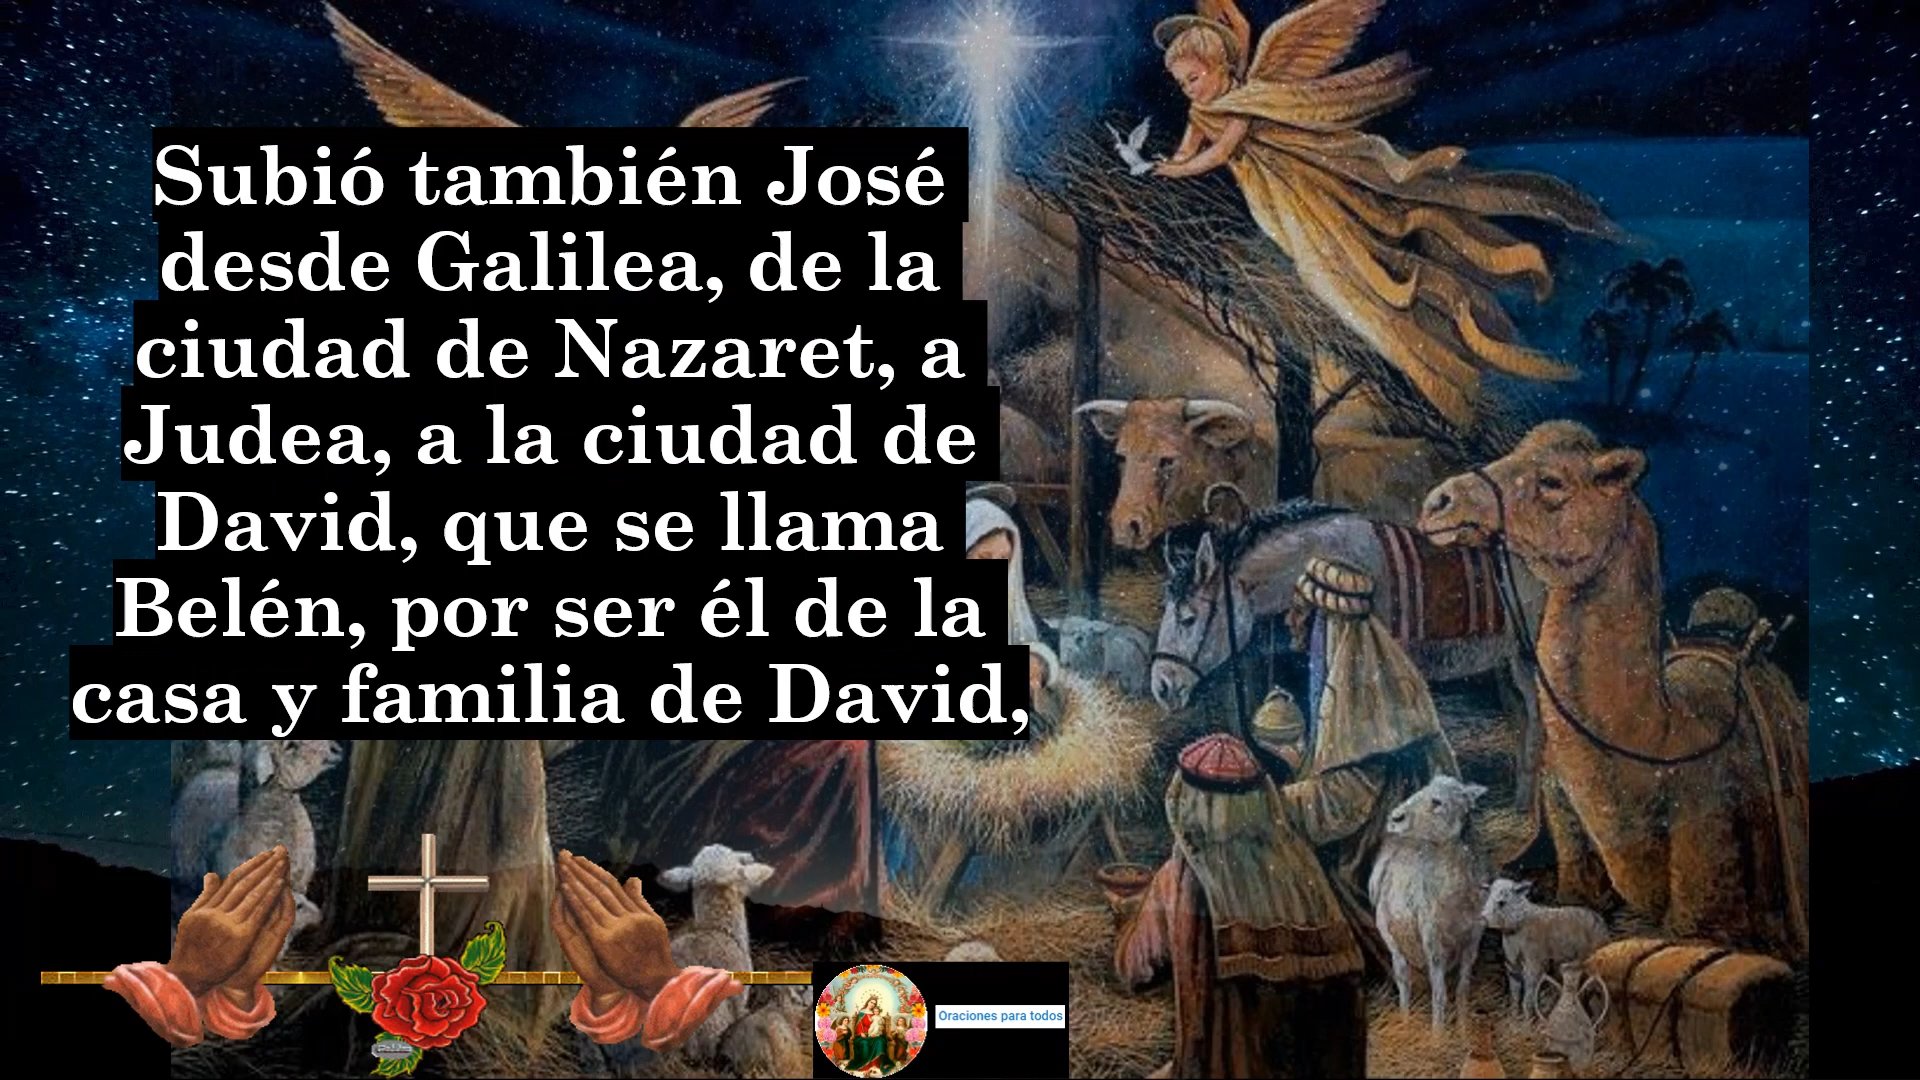 Subió también José
desde Galilea, de la
ciudad de Nazaret, a
Judea, a la ciudad de
David, que se llama
Belén, por ser él de la
casa y familia de David,
Oraciones para todos